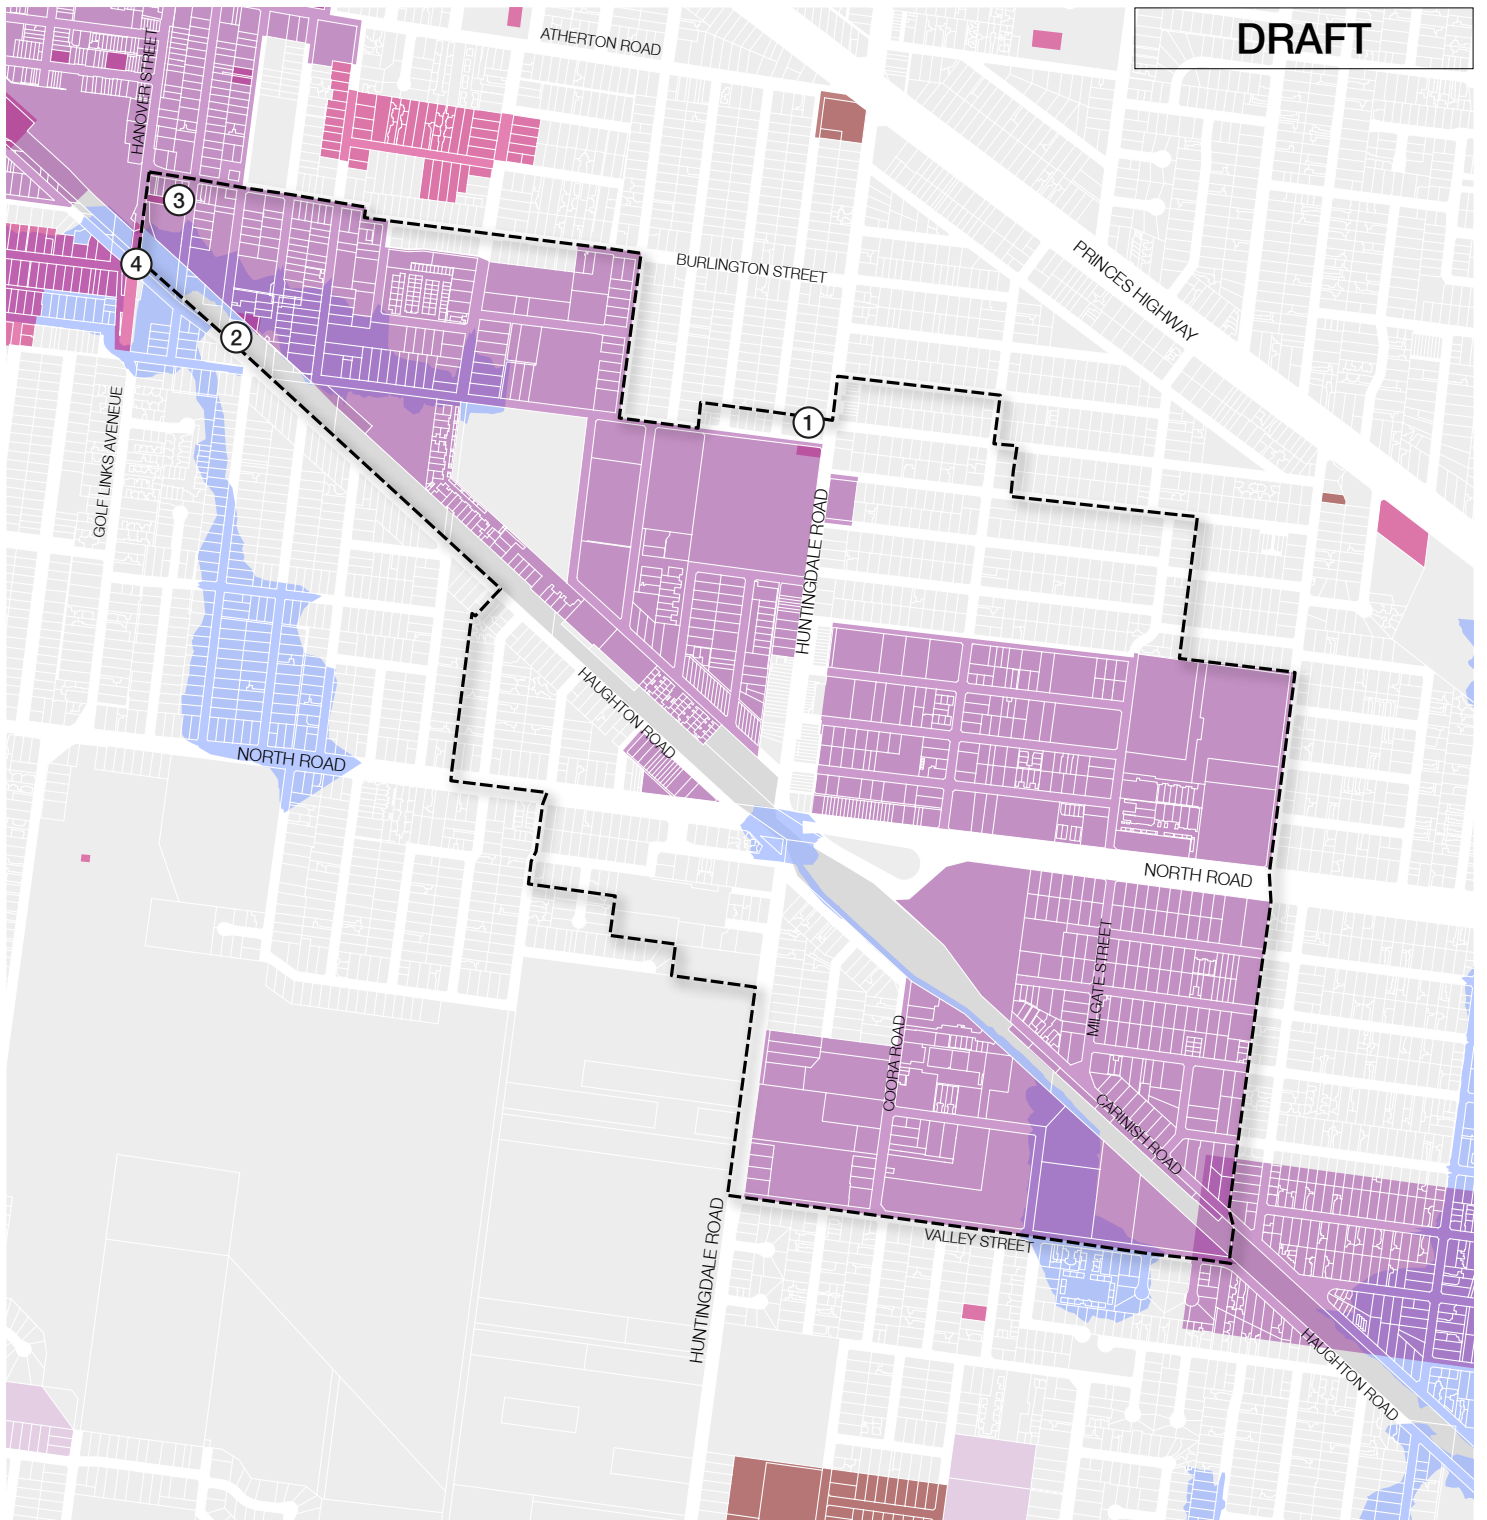 DRAFT
ATHERTON ROAD
HANOVER STREET
3
4
BURLINGTON STREET
PRINCES HIGHWAY
2
1
GOLF LINKS AVENEUE
HUNTINGDALE ROAD
HAUGHTON ROAD
NORTH ROAD
NORTH ROAD
MILGATE STREET
COORA ROAD
CARINISH ROAD
VALLEY STREET
HUNTINGDALE ROAD
HAUGHTON ROAD